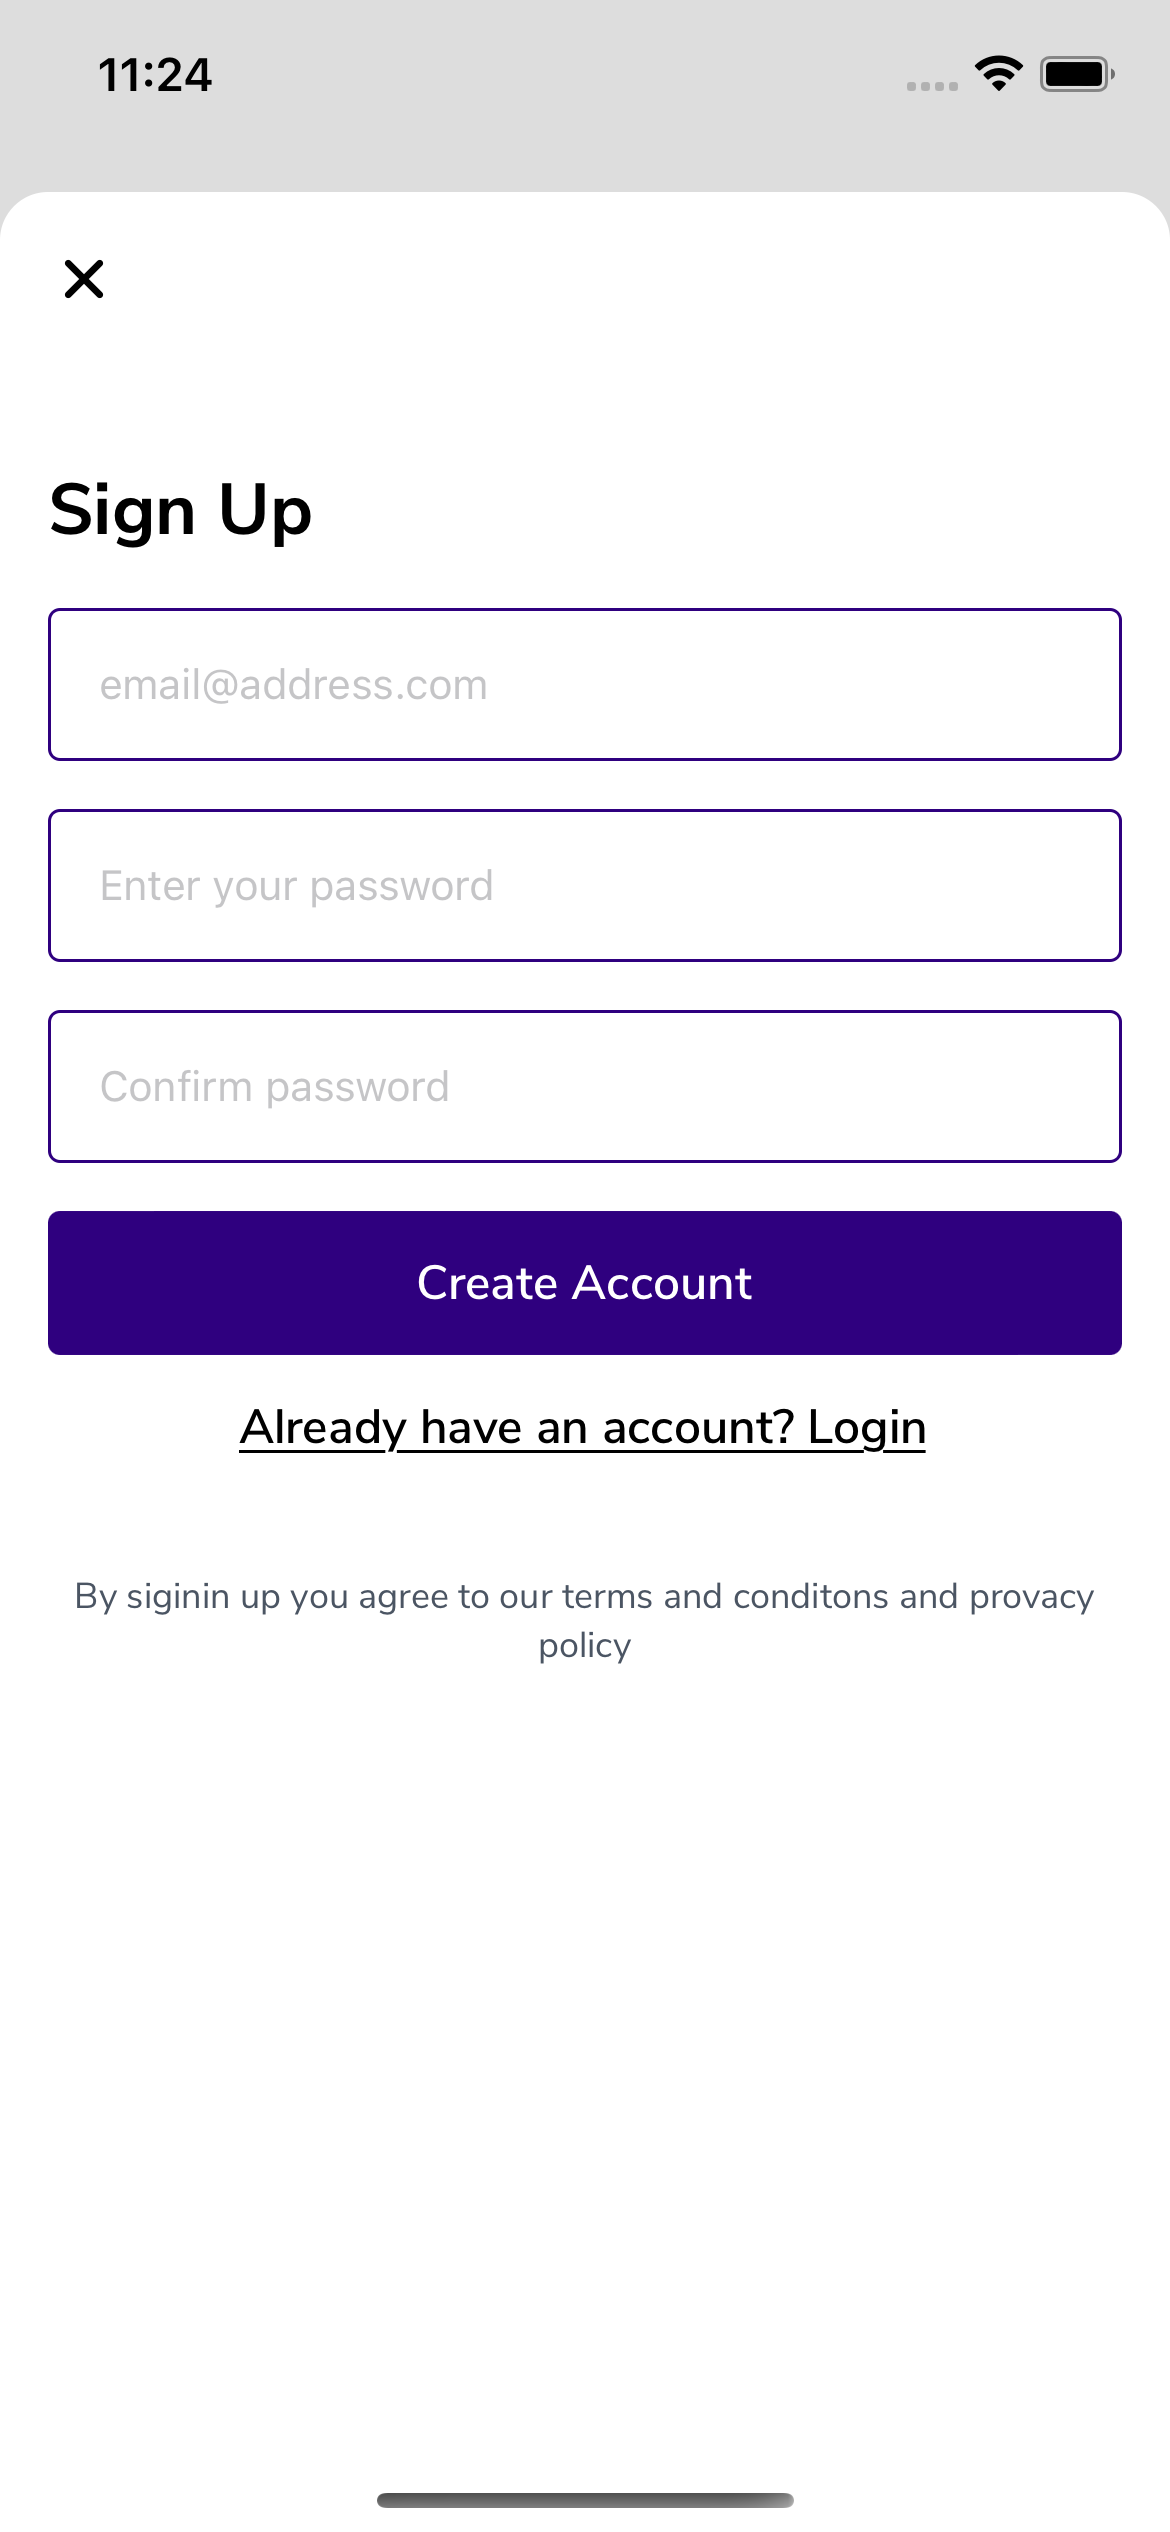 11:24
Sign Up
email@address.com
Enter your password
Confirm password
Create Account
Already have an account? Login
By siginin up you agree to our terms and conditons and provacy
policy